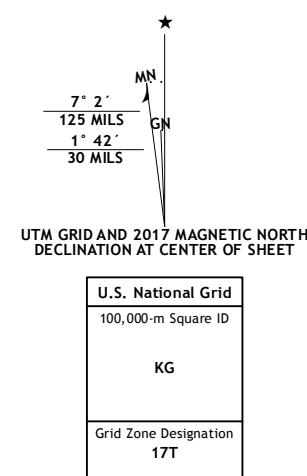 MN
7° 2´
125 MILS
GN
1° 42´
30 MILS
UTM GRID AND 2017 MAGNETIC NORTH
DECLINATION AT CENTER OF SHEET
U.S. National Grid
100,000-m Square ID
KG
Grid Zone Designation
17T